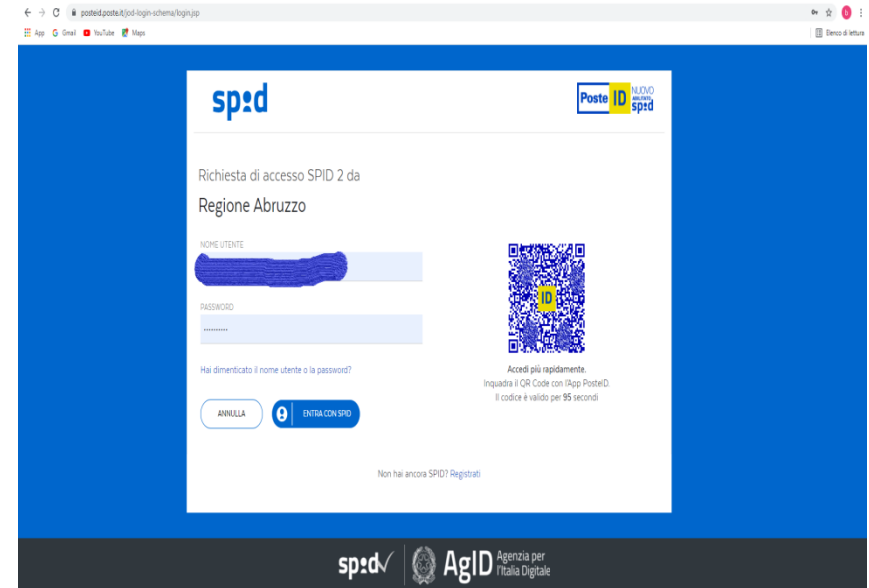 posteid.poste.it/jod-login-schema/login.jsp
App Gmail YouTube Maps Elenco di lettura
spid
Poste ID NUOVO ABILITATO spid
Richiesta di accesso SPID 2 da
Regione Abruzzo
NOME UTENTE
PASSWORD
Hai dimenticato il nome utente o la password?
ANNULLA
ENTRA CON SPID
ID
Accedi più rapidamente.
Inquadra il QR Code con l'App PosteID.
Il codice è valido per 95 secondi
Non hai ancora SPID? Registrati
spid
AgID Agenzia per
l'Italia Digitale